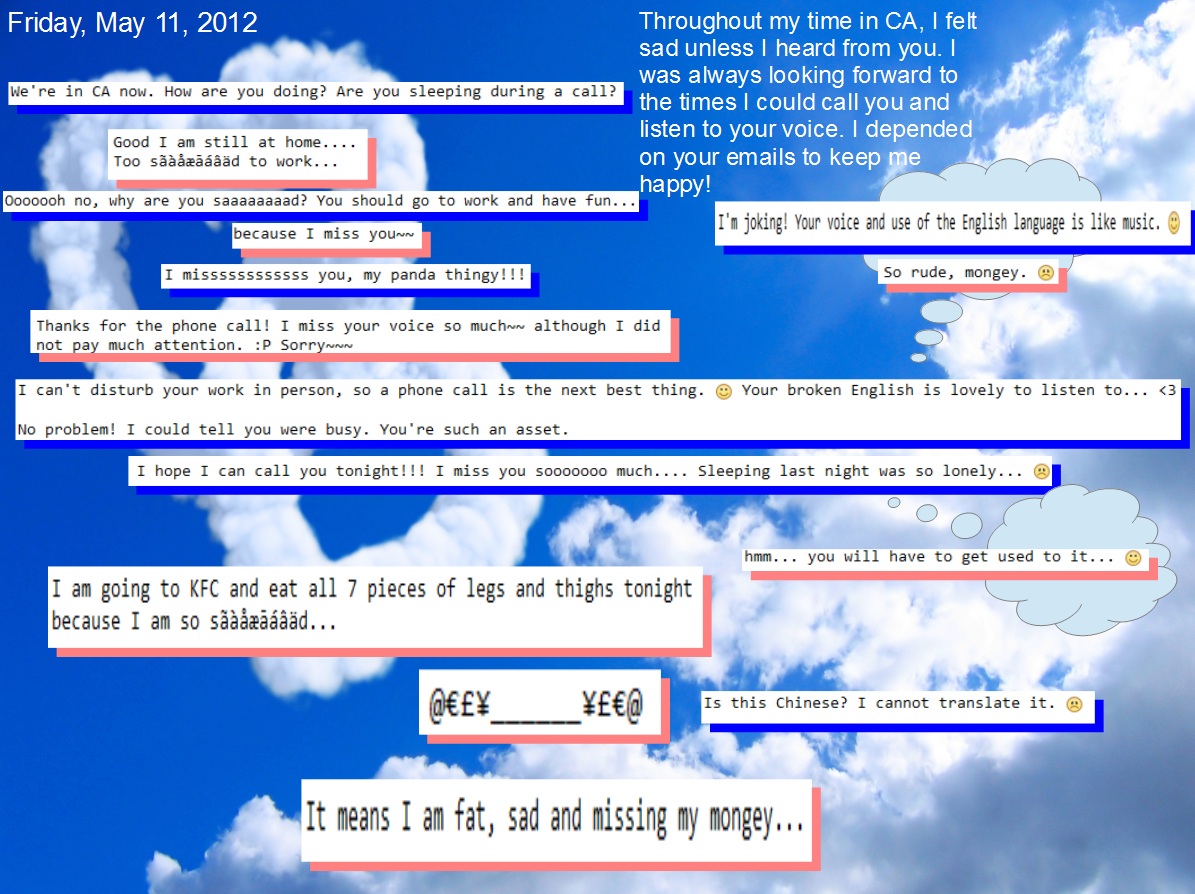 Friday, May 11, 2012
Throughout my time in CA, I felt
sad unless I heard from you. I
was always looking forward to
the times I could call you and
listen to your voice. I depended
on your emails to keep me
happy!
We're in CA now. How are you doing? Are you sleeping during a call?
Good I am still at home....
Too sãàåæāáâäd to work...
Ooooooh no, why are you saaaaaaaad? You should go to work and have fun...
because I miss you~~
I missssssssssss you, my panda thingy!!!
Thanks for the phone call! I miss your voice so much~~ although I did
not pay much attention. :P Sorry~~~
I can't disturb your work in person, so a phone call is the next best thing. 🙂 Your broken English is lovely to listen to... <3
No problem! I could tell you were busy. You're such an asset.
I'm joking! Your voice and use of the English language is like music. 🙂
So rude, mongey. ☹
I hope I can call you tonight!!! I miss you sooooooo much.... Sleeping last night was so lonely... ☹
hmm... you will have to get used to it... 🙂
I am going to KFC and eat all 7 pieces of legs and thighs tonight
because I am so sãàåæāáâäd...
@€£¥______¥£€@
Is this Chinese? I cannot translate it. ☹
It means I am fat, sad and missing my mongey...